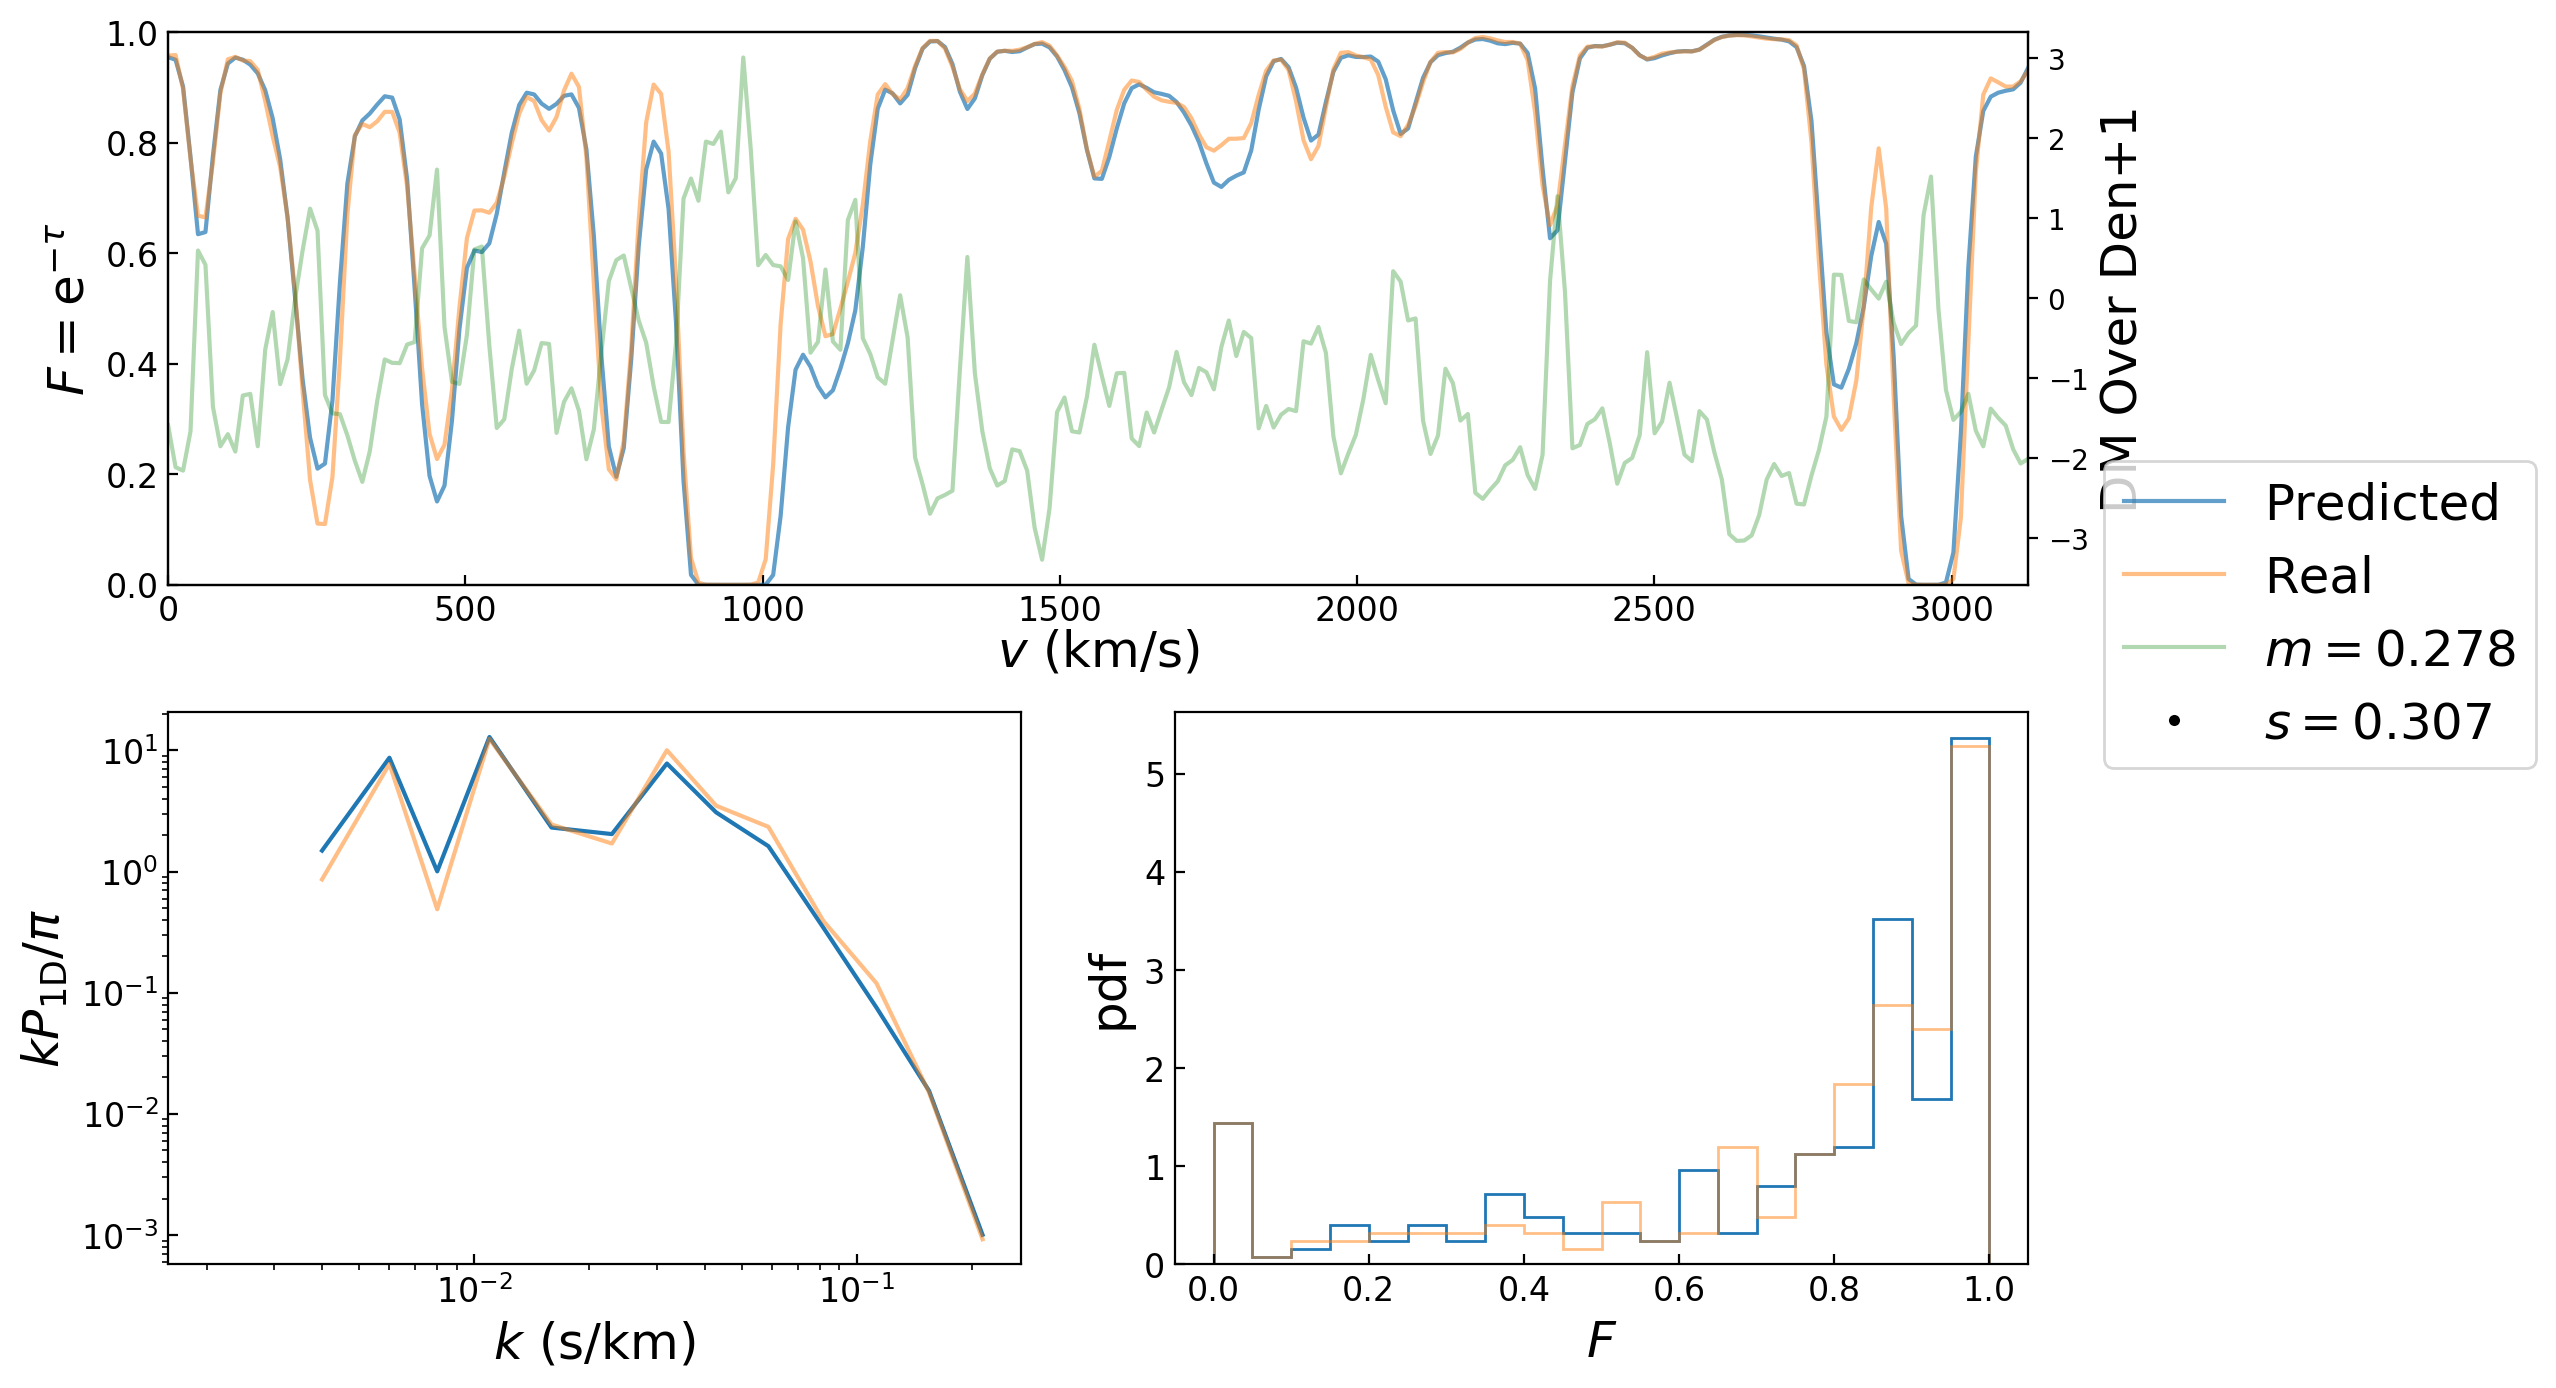 1.0
0.8
0.6
0.4
0.2
0.0
F = e^{−τ}
3
2
1
0
−1
−2
−3
DM Over Den+1
0 500 1000 1500 2000 2500 3000
v (km/s)
Predicted
Real
m = 0.278
s = 0.307
10^1
10^0
10^{−1}
10^{−2}
10^{−3}
kP_{1D}/π
10^{−2} 10^{−1}
k (s/km)
5
4
3
2
1
0
pdf
0.0 0.2 0.4 0.6 0.8 1.0
F